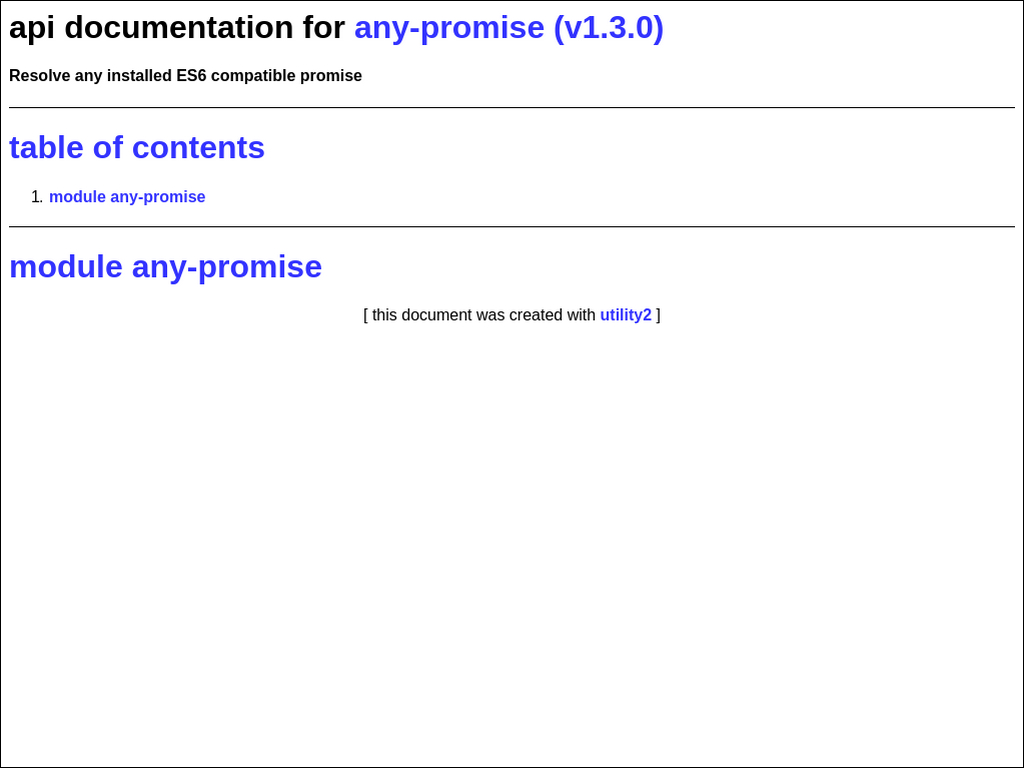 api documentation for any-promise (v1.3.0)
Resolve any installed ES6 compatible promise
table of contents
1. module any-promise
module any-promise
[ this document was created with utility2 ]